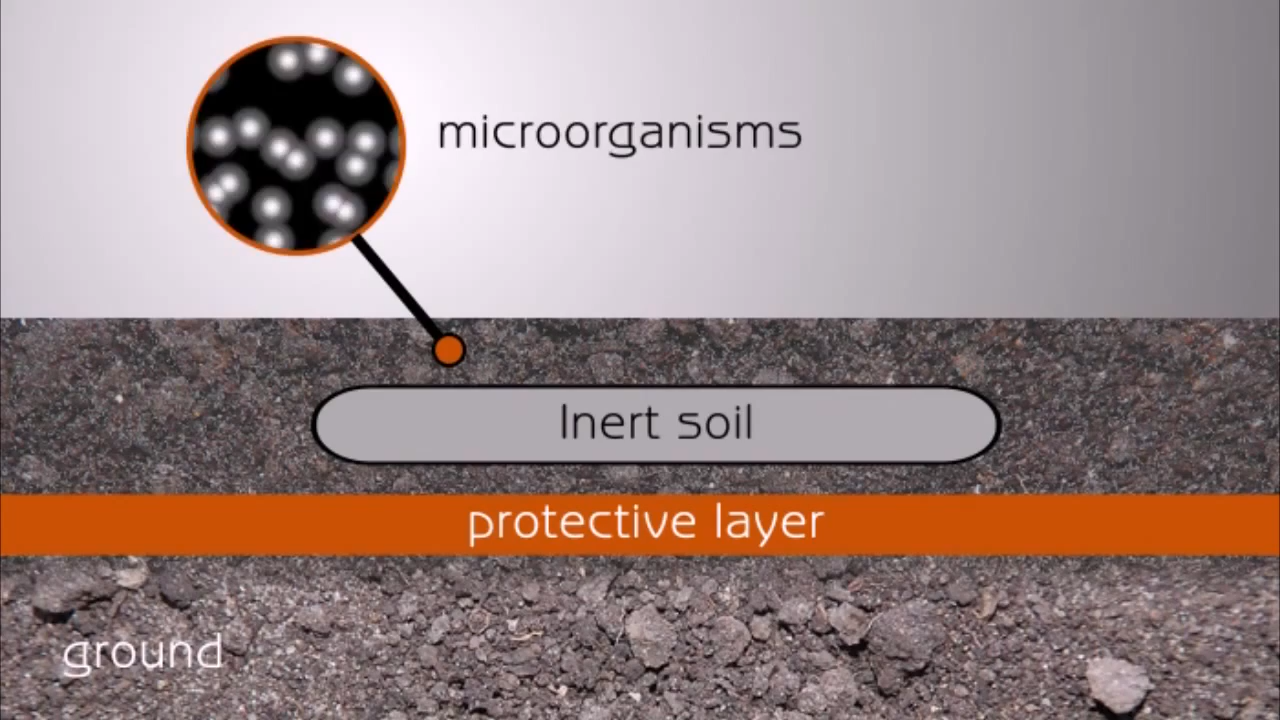 microorganisms
Inert soil
protective layer
ground